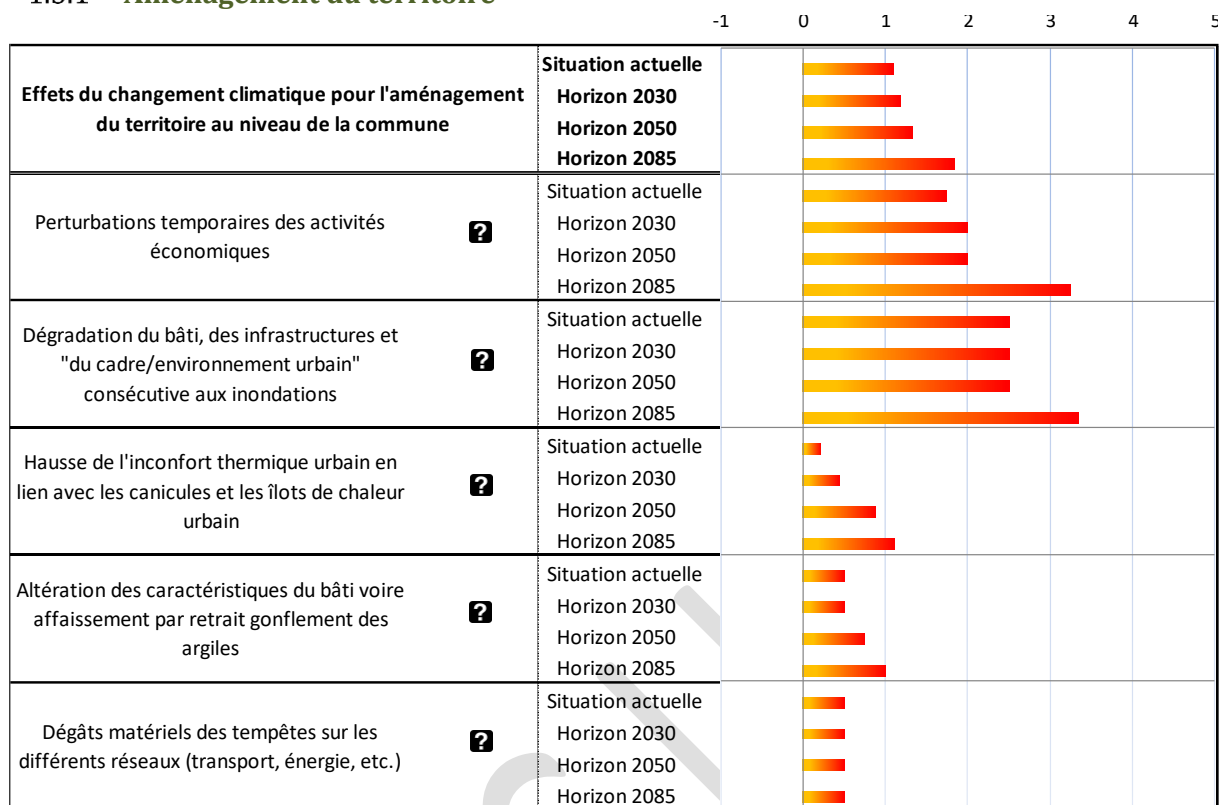 1.3.1 Aménagement du territoire
-1 0 1 2 3 4 5
Effets du changement climatique pour l'aménagement
du territoire au niveau de la commune
Situation actuelle
Horizon 2030
Horizon 2050
Horizon 2085
Perturbations temporaires des activités
économiques
?
Situation actuelle
Horizon 2030
Horizon 2050
Horizon 2085
Dégradation du bâti, des infrastructures et
"du cadre/environnement urbain"
consécutive aux inondations
?
Situation actuelle
Horizon 2030
Horizon 2050
Horizon 2085
Hausse de l'inconfort thermique urbain en
lien avec les canicules et les îlots de chaleur
urbain
?
Situation actuelle
Horizon 2030
Horizon 2050
Horizon 2085
Altération des caractéristiques du bâti voire
affaissement par retrait gonflement des
argiles
?
Situation actuelle
Horizon 2030
Horizon 2050
Horizon 2085
Dégâts matériels des tempêtes sur les
différents réseaux (transport, énergie, etc.)
?
Situation actuelle
Horizon 2030
Horizon 2050
Horizon 2085